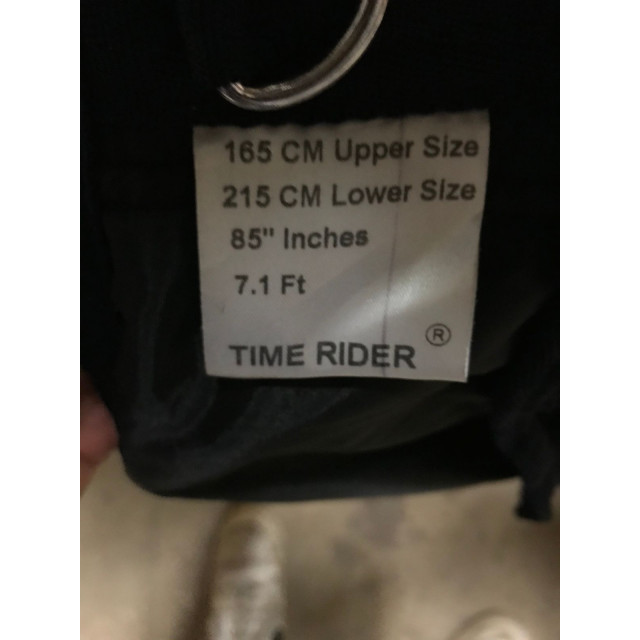 165 CM Upper Size
215 CM Lower Size
85" Inches
7.1 Ft
TIME RIDER ®